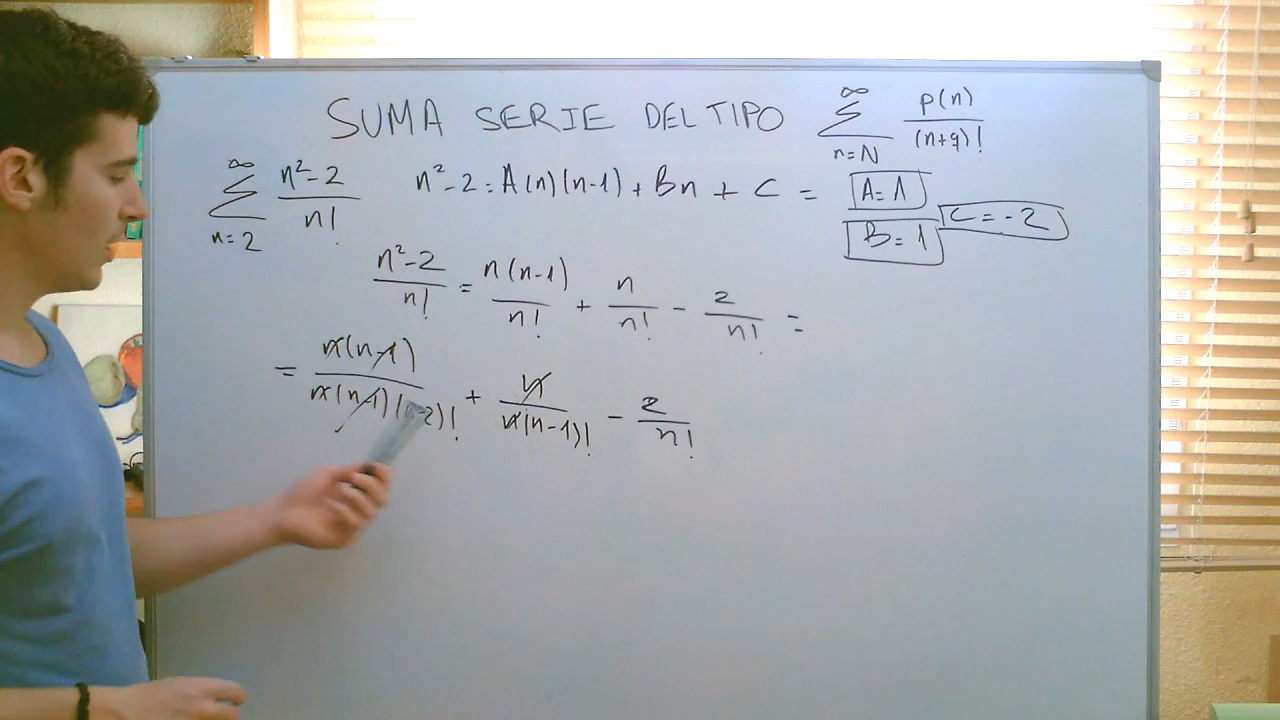 SUMA SERIE DEL TIPO ∞ Σ n=N p(n)/(n+q)!
∞ Σ n=2 n²-2/n! n²-2 = A(n)(n-1) + Bn + C = A=1
B=1 C=-2
n²-2/n! = n(n-1)/n! + n/n! - 2/n! =
= n(n-1)/n(n-1)(n-2)! + n/n(n-1)! - 2/n!